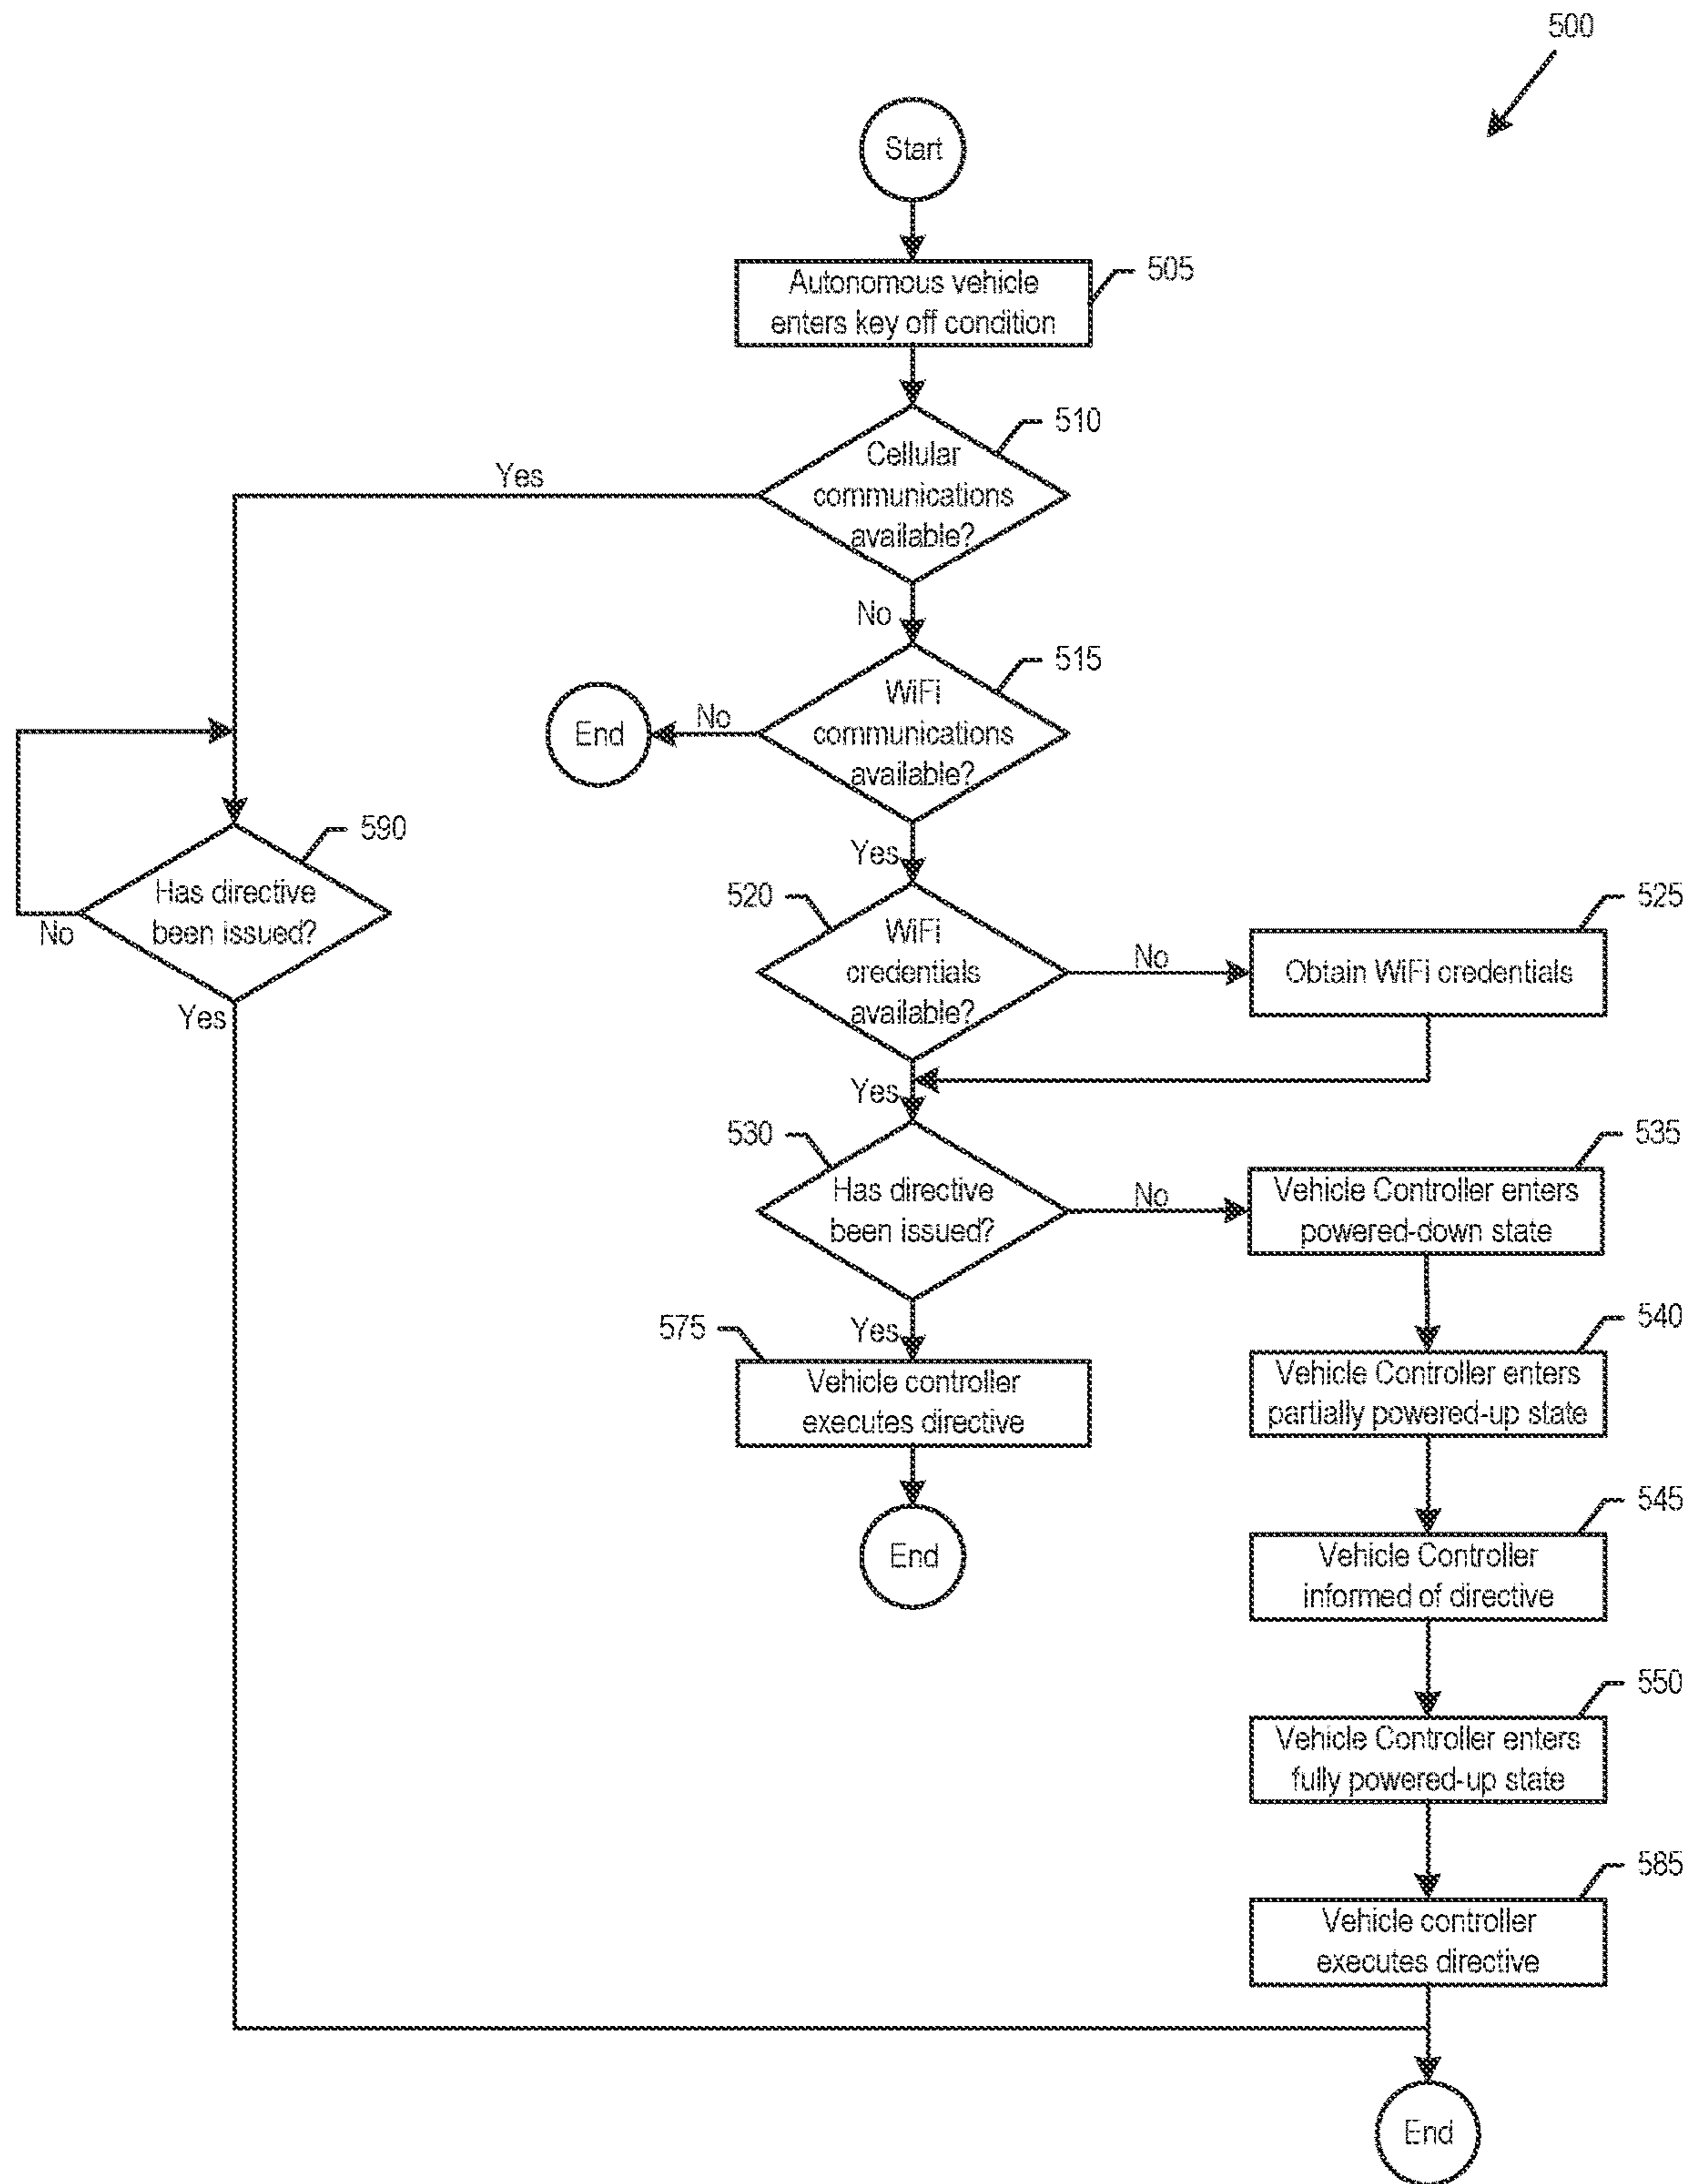 500
Start
Autonomous vehicle
enters key off condition
505
Cellular
communications
available?
510
Yes
No
WiFi
communications
available?
515
No
End
Yes
590
Has directive
been issued?
No
Yes
520
WiFi
credentials
available?
No
525
Obtain WiFi credentials
Yes
530
Has directive
been issued?
No
535
Vehicle Controller enters
powered-down state
Yes
575
Vehicle controller
executes directive
End
540
Vehicle Controller enters
partially powered-up state
545
Vehicle Controller
informed of directive
550
Vehicle Controller enters
fully powered-up state
585
Vehicle controller
executes directive
End